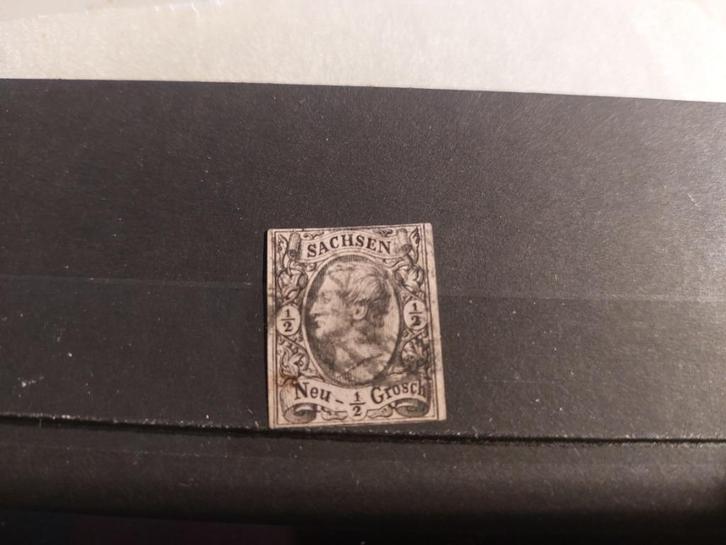 SACHSEN
½ ½
Neu - ½ Grosch